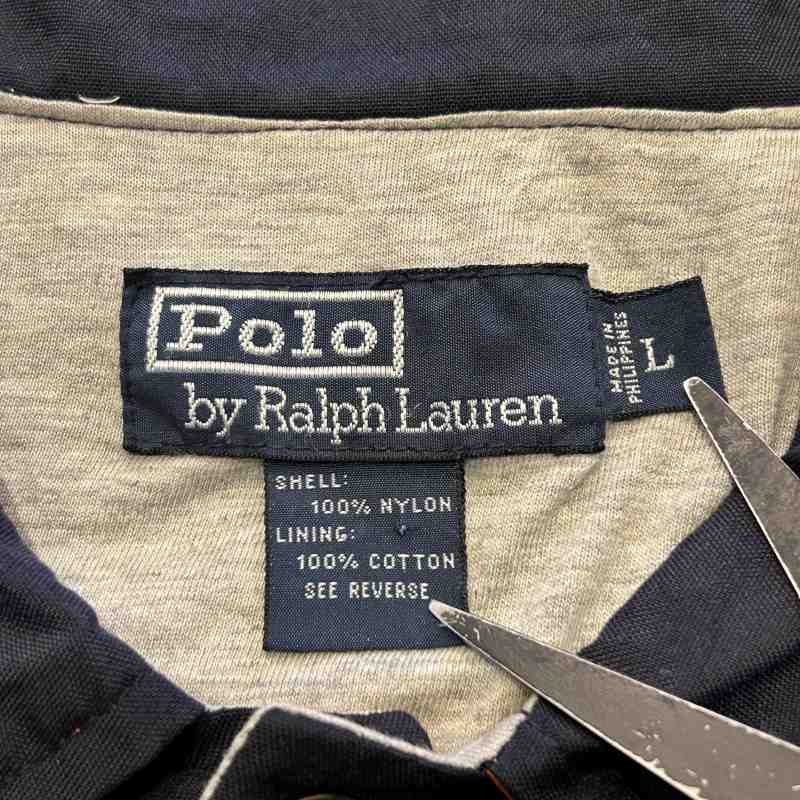 Polo
by Ralph Lauren
MADE IN
PHILIPPINES
L
SHELL:
100% NYLON
LINING:
100% COTTON
SEE REVERSE